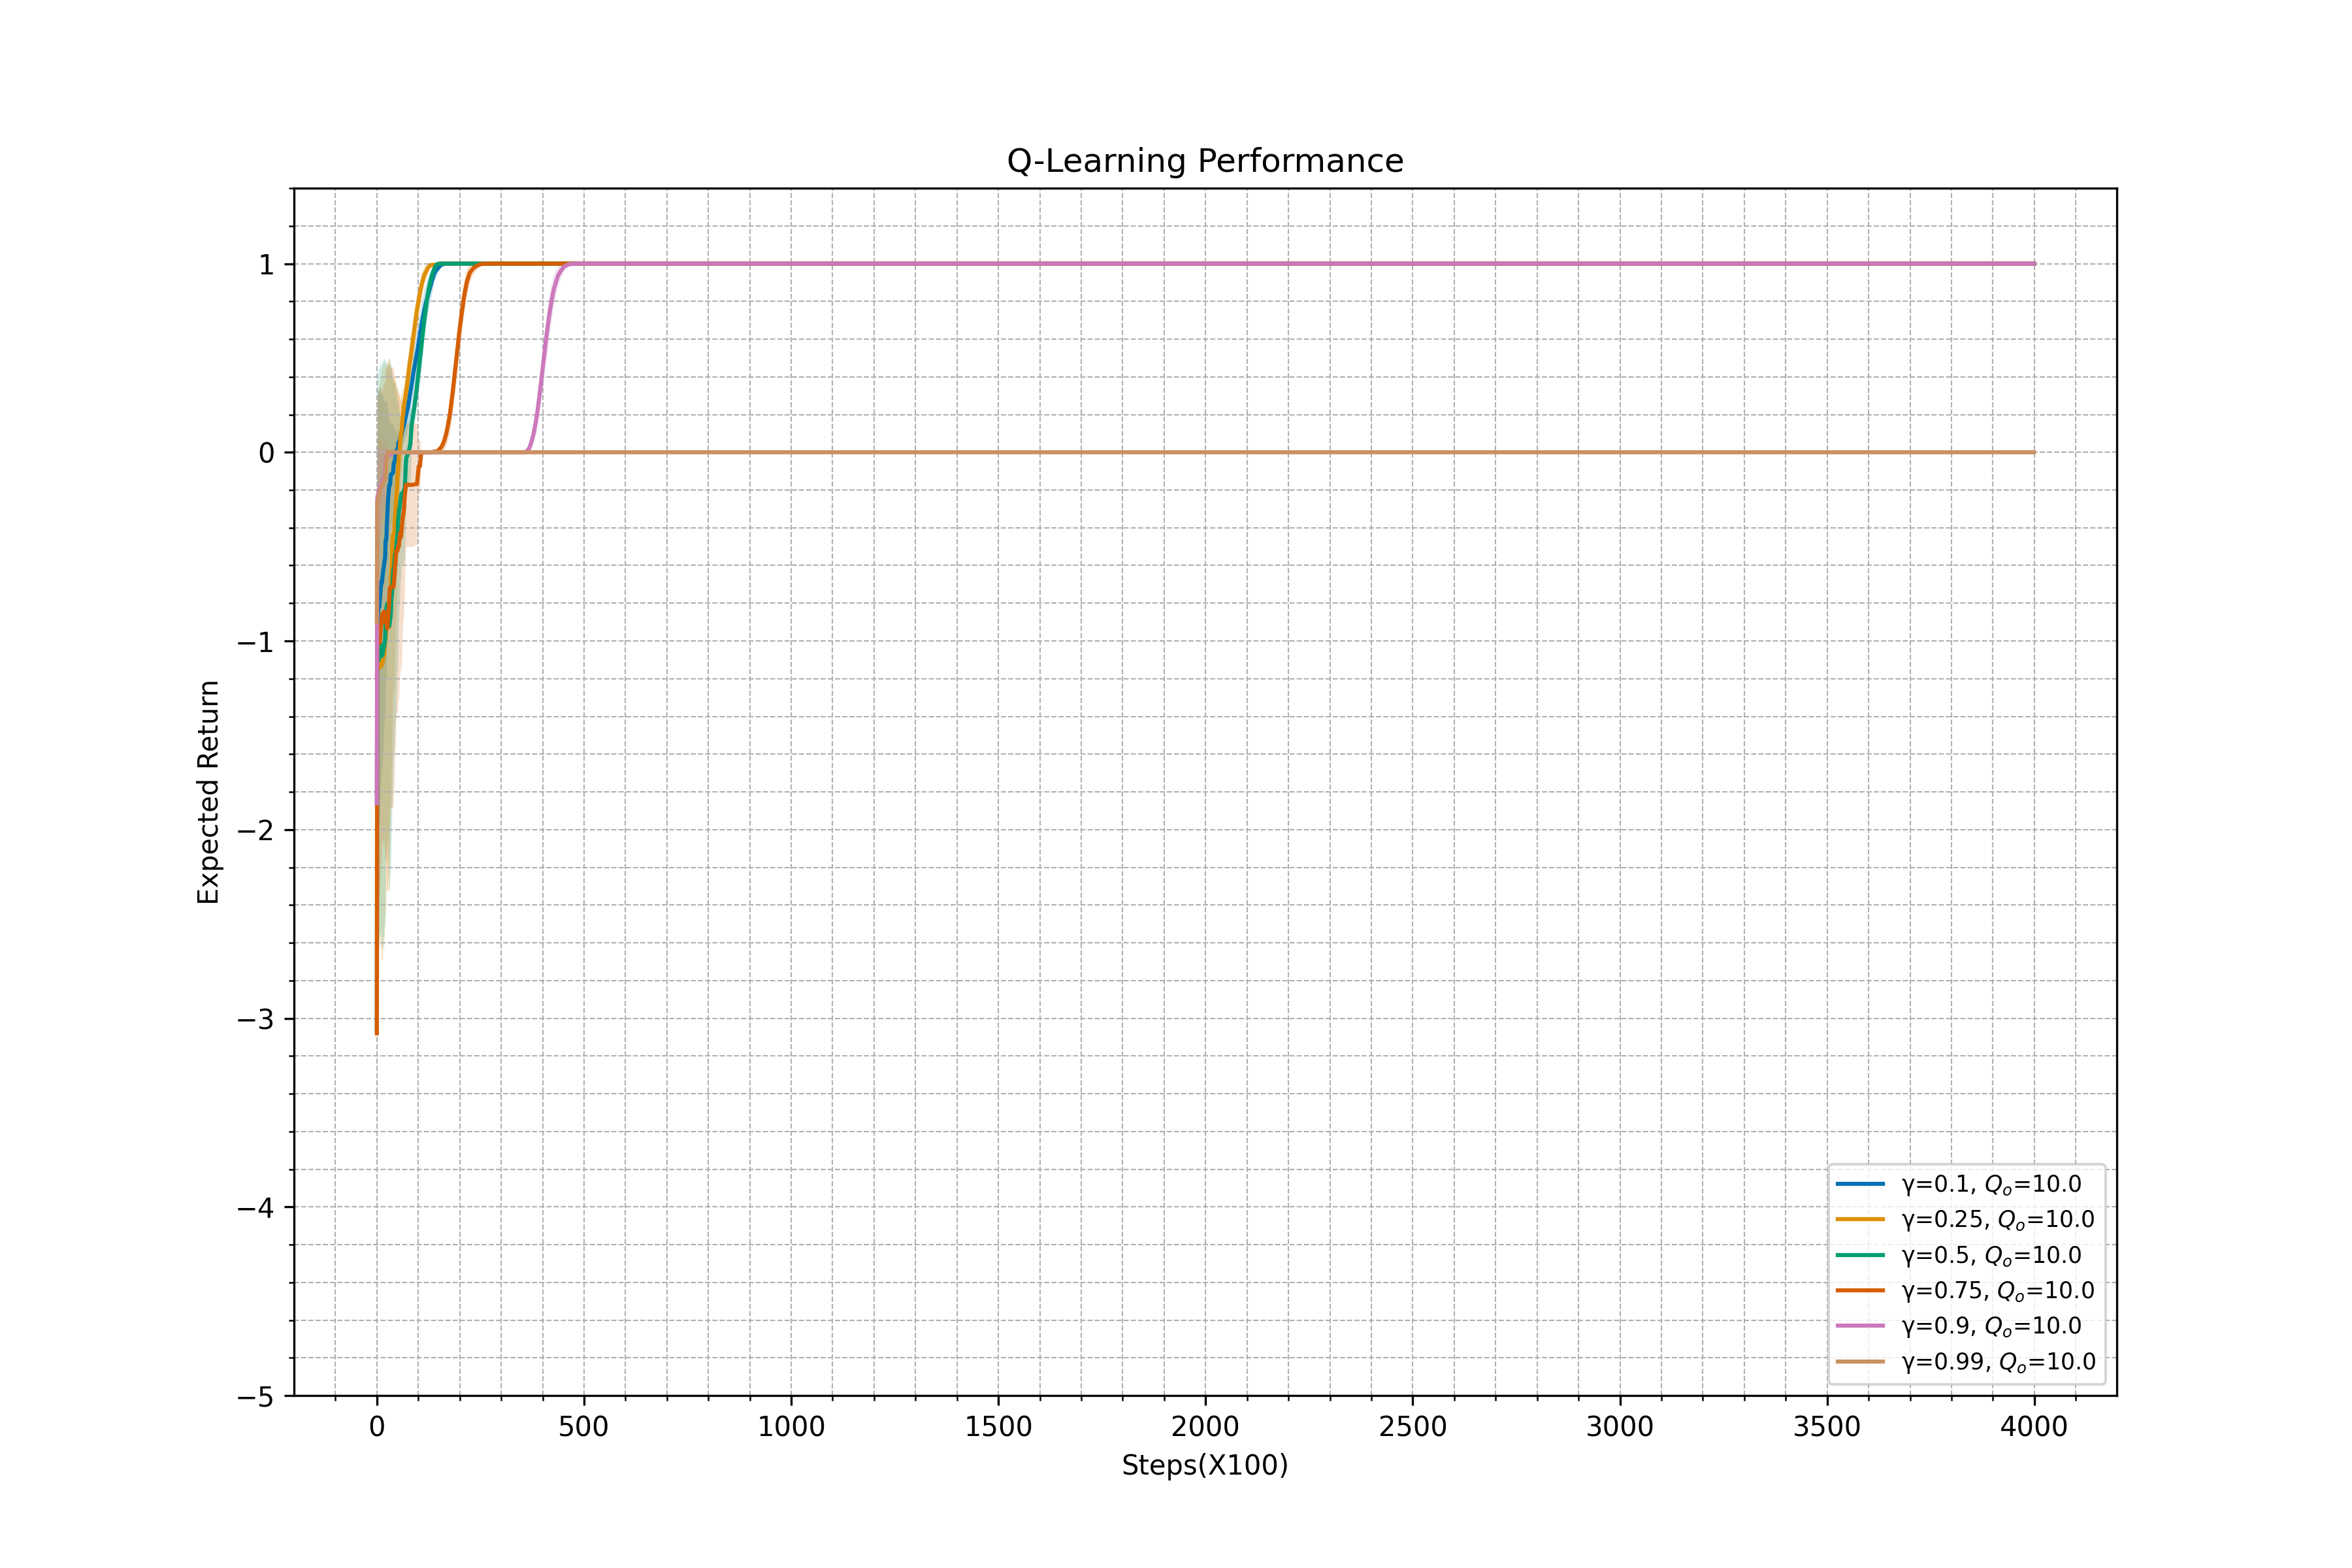 Q-Learning Performance
Expected Return
1
0
−1
−2
−3
−4
−5
0 500 1000 1500 2000 2500 3000 3500 4000
Steps(X100)
γ=0.1, Qₒ=10.0
γ=0.25, Qₒ=10.0
γ=0.5, Qₒ=10.0
γ=0.75, Qₒ=10.0
γ=0.9, Qₒ=10.0
γ=0.99, Qₒ=10.0